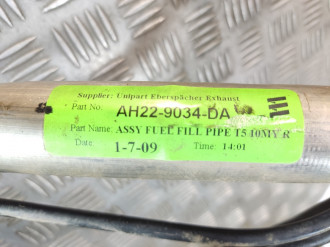 Supplier: Unipart Eberspächer Exhaust
Part No: AH22-9034-DA
Part Name: ASSY FUEL FILL PIPE T5 10MY R
Date: 1-7-09 Time: 14:01